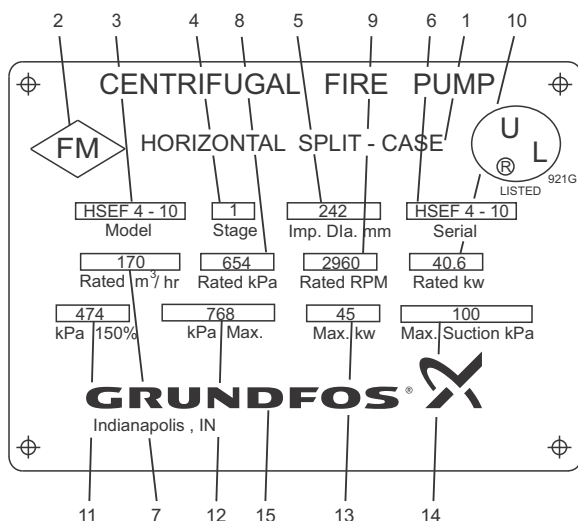 2 3 4 8 5 9 6 1 10
CENTRIFUGAL FIRE PUMP
FM
HORIZONTAL SPLIT - CASE
U
L
®
LISTED 921G
HSEF 4 - 10 1 242 HSEF 4 - 10
Model Stage Imp. DIa. mm Serial
170 654 2960 40.6
Rated m³/ hr Rated kPa Rated RPM Rated kw
474 768 45 100
kPa 150% kPa Max. Max. kw Max. Suction kPa
GRUNDFOS®
Indianapolis , IN
11 7 12 15 13 14